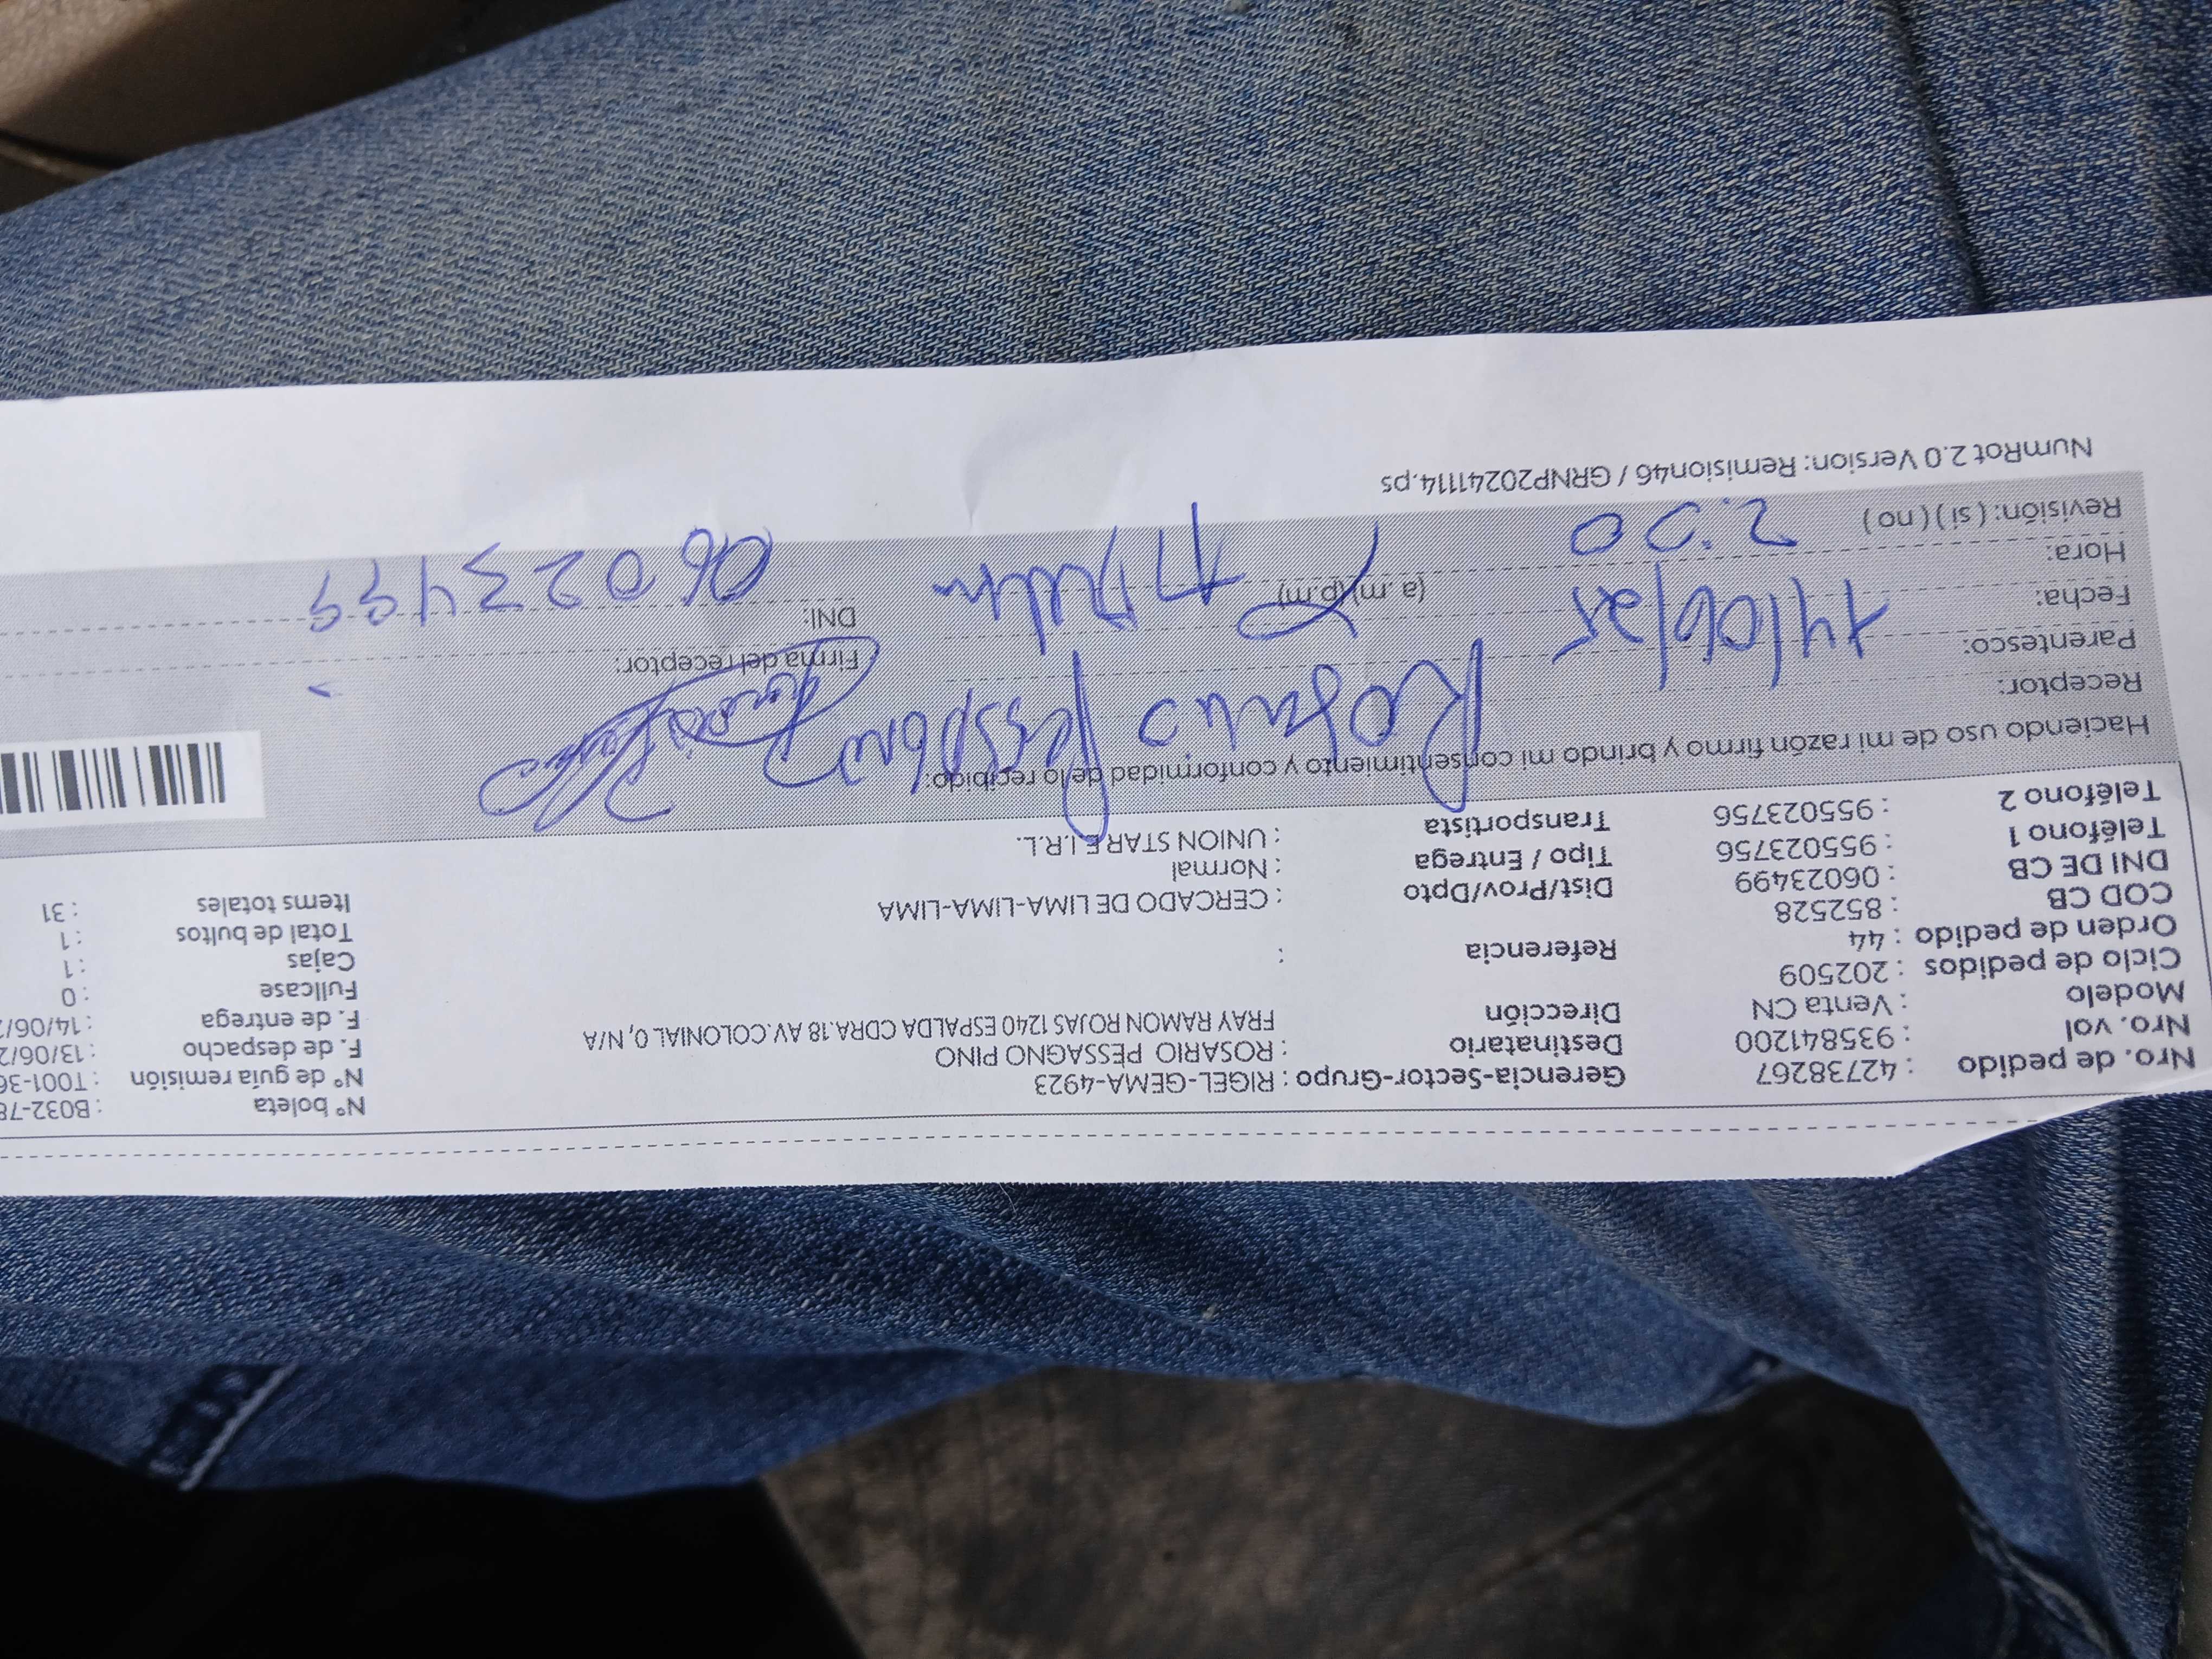 Nro. de pedido : 42738267 Gerencia-Sector-Grupo : RIGEL-GEMA-4923 N° boleta : B032-78
Nro. vol : 935841200 Destinatario : ROSARIO PESSAGNO PINO N° de guía remisión : T001-36
Modelo : Venta CN Dirección FRAY RAMON ROJAS 1240 ESPALDA CDRA.18 AV.COLONIAL 0, N/A F. de despacho : 13/06/2
Ciclo de pedidos : 202509 F. de entrega : 14/06/2
Orden de pedido : 44 Referencia : Fullcase : 0
COD CB : 852528 Cajas : 1
DNI DE CB : 06023499 Dist/Prov/Dpto : CERCADO DE LIMA-LIMA-LIMA Total de bultos : 1
Teléfono 1 : 955023756 Tipo / Entrega : Normal Items totales : 31
Teléfono 2 : 955023756 Transportista : UNION STAR E.I.R.L.
Haciendo uso de mi razón firmo y brindo mi consentimiento y conformidad de lo recibido:
Receptor: Rosario
Parentesco: Firma del receptor:
Fecha: 14/06/25
Hora: (a.m)(p.m) DNI: 06023499
Revisión: ( si ) ( no ) 2:00
NumRot 2.0 Version: Remision46 / GRNP20241114.ps